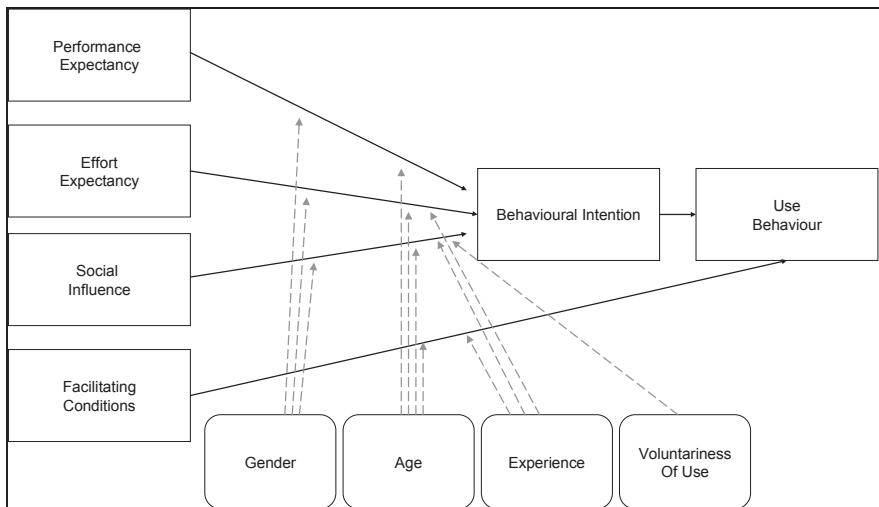 Performance
Expectancy
Effort
Expectancy
Social
Influence
Facilitating
Conditions
Behavioural Intention
Use
Behaviour
Gender
Age
Experience
Voluntariness
Of Use